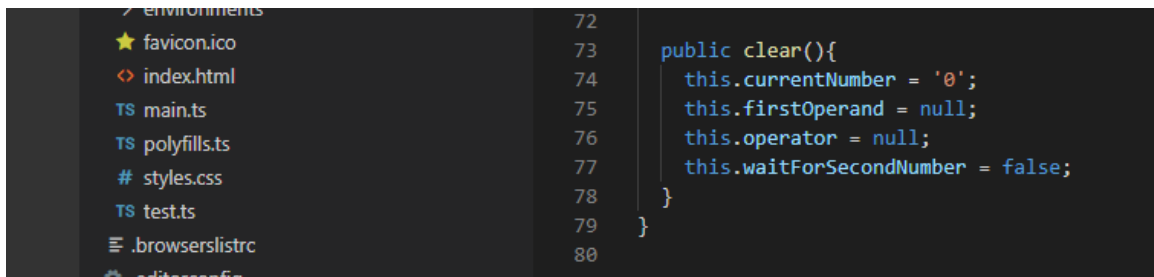 environments
favicon.ico
<> index.html
TS main.ts
TS polyfills.ts
# styles.css
TS test.ts
.browserslistrc
.editorconfig
72
73 public clear(){
74 this.currentNumber = '0';
75 this.firstOperand = null;
76 this.operator = null;
77 this.waitForSecondNumber = false;
78 }
79 }
80